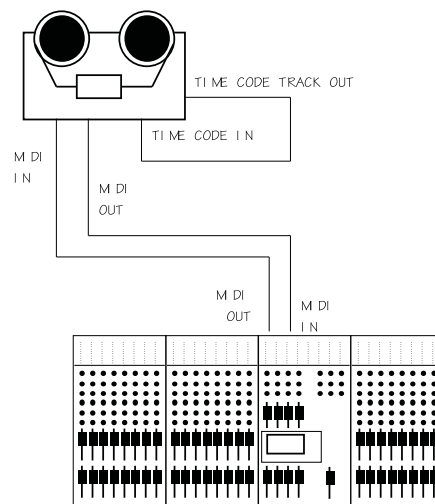 TIME CODE TRACK OUT
TIME CODE IN
MIDI
IN
MIDI
OUT
MIDI
OUT
MIDI
IN